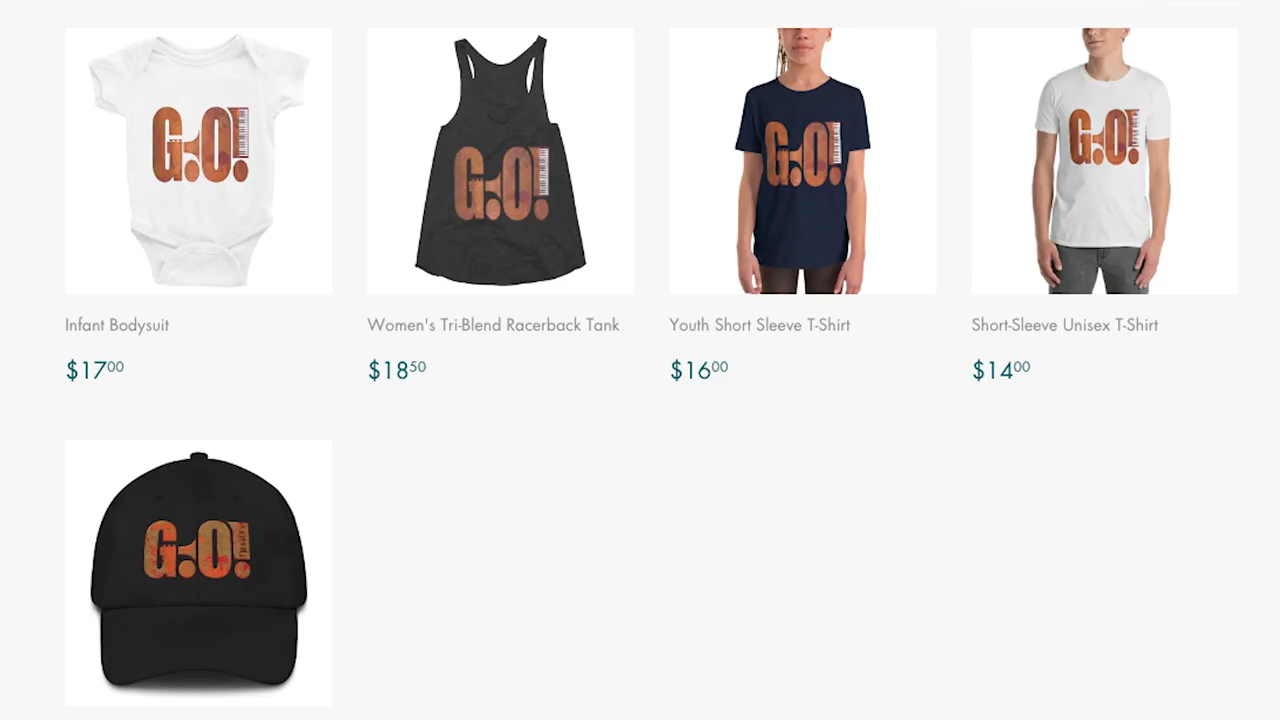 G.O!
G.O!
G.O!
G.O!
Infant Bodysuit
Women's Tri-Blend Racerback Tank
Youth Short Sleeve T-Shirt
Short-Sleeve Unisex T-Shirt
$17⁰⁰
$18⁵⁰
$16⁰⁰
$14⁰⁰
G.O!